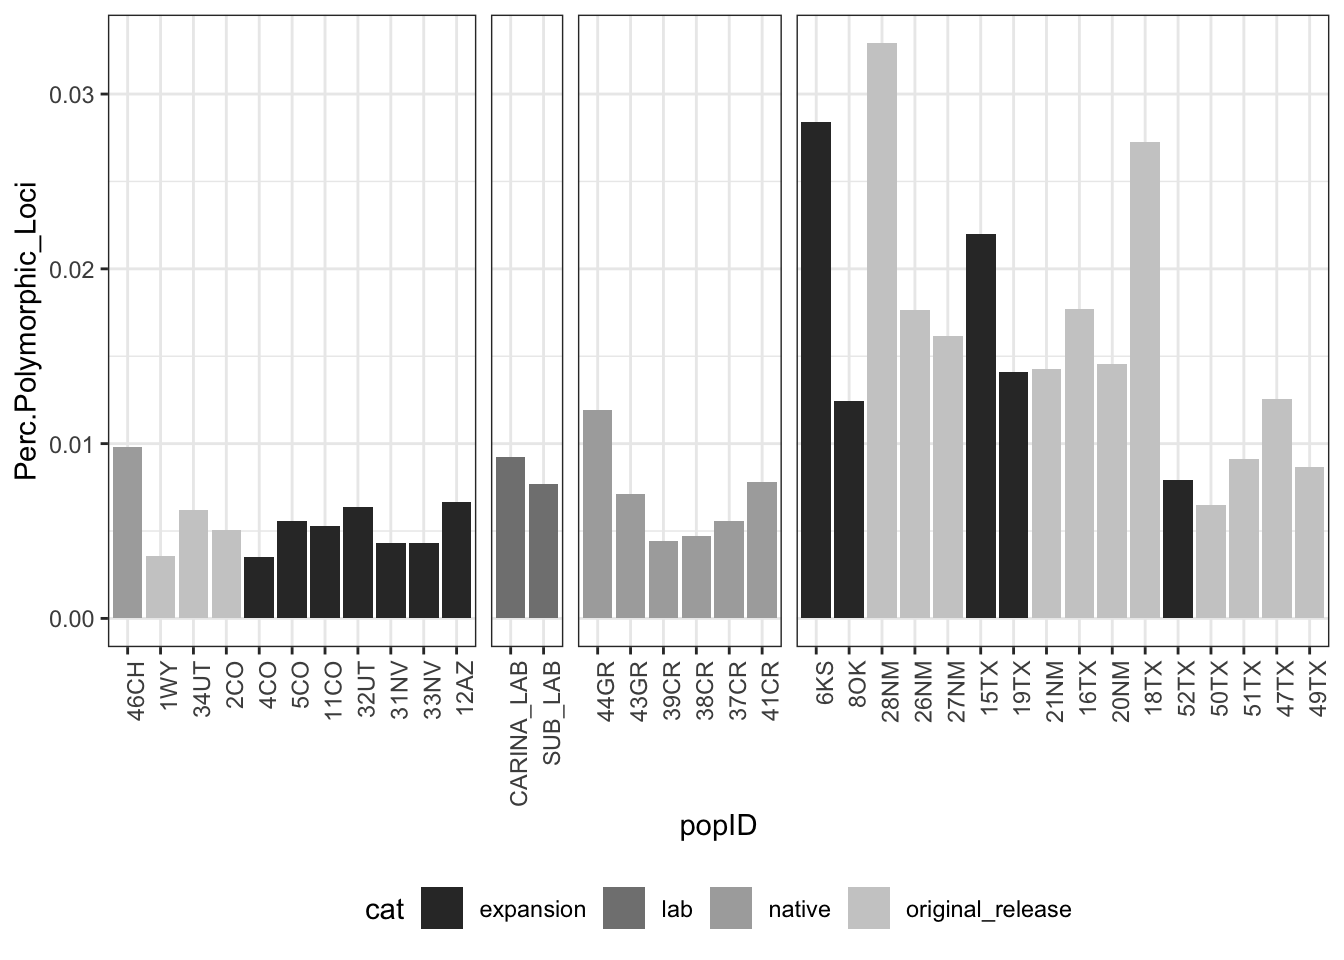 Perc.Polymorphic_Loci
0.03
0.02
0.01
0.00
46CH 1WY 34UT 2CO 4CO 5CO 11CO 32UT 31NV 33NV 12AZ CARINA_LAB SUB_LAB 44GR 43GR 39CR 38CR 37CR 41CR 6KS 8OK 28NM 26NM 27NM 15TX 19TX 21NM 16TX 20NM 18TX 52TX 50TX 51TX 47TX 49TX
popID
cat expansion lab native original_release